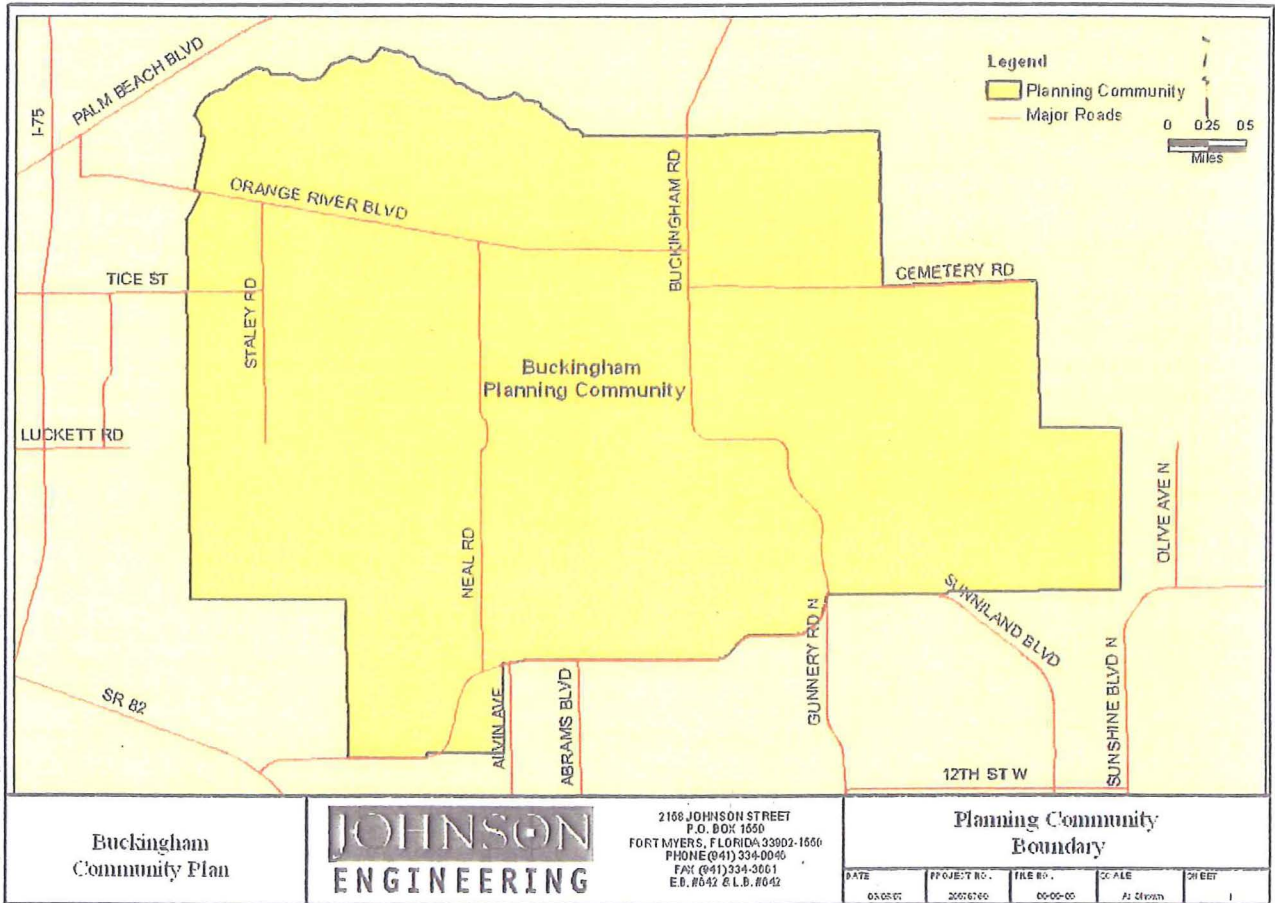 PALM BEACH BLVD
I-75
Legend
Planning Community
Major Roads
0 0.25 0.5
Miles
BUCKINGHAM RD
ORANGE RIVER BLVD
TICE ST
CEMETERY RD
STALEY RD
Buckingham
Planning Community
LUCKETT RD
OLIVE AVE N
NEAL RD
SUNNILAND BLVD
GUNNERY RD N
SR 82
ALVIN AVE
ABRAMS BLVD
SUNSHINE BLVD N
12TH ST W
Buckingham
Community Plan
JOHNSON
ENGINEERING
2158 JOHNSON STREET
P.O. BOX 1550
FORT MYERS, FLORIDA 33902-1550
PHONE (941) 334-0046
FAX (941) 334-3661
E.B. #642 & L.B. #642
Planning Community
Boundary
DATE
PROJECT NO.
FILE NO.
SCALE
SHEET
00-00-00
As Shown
1